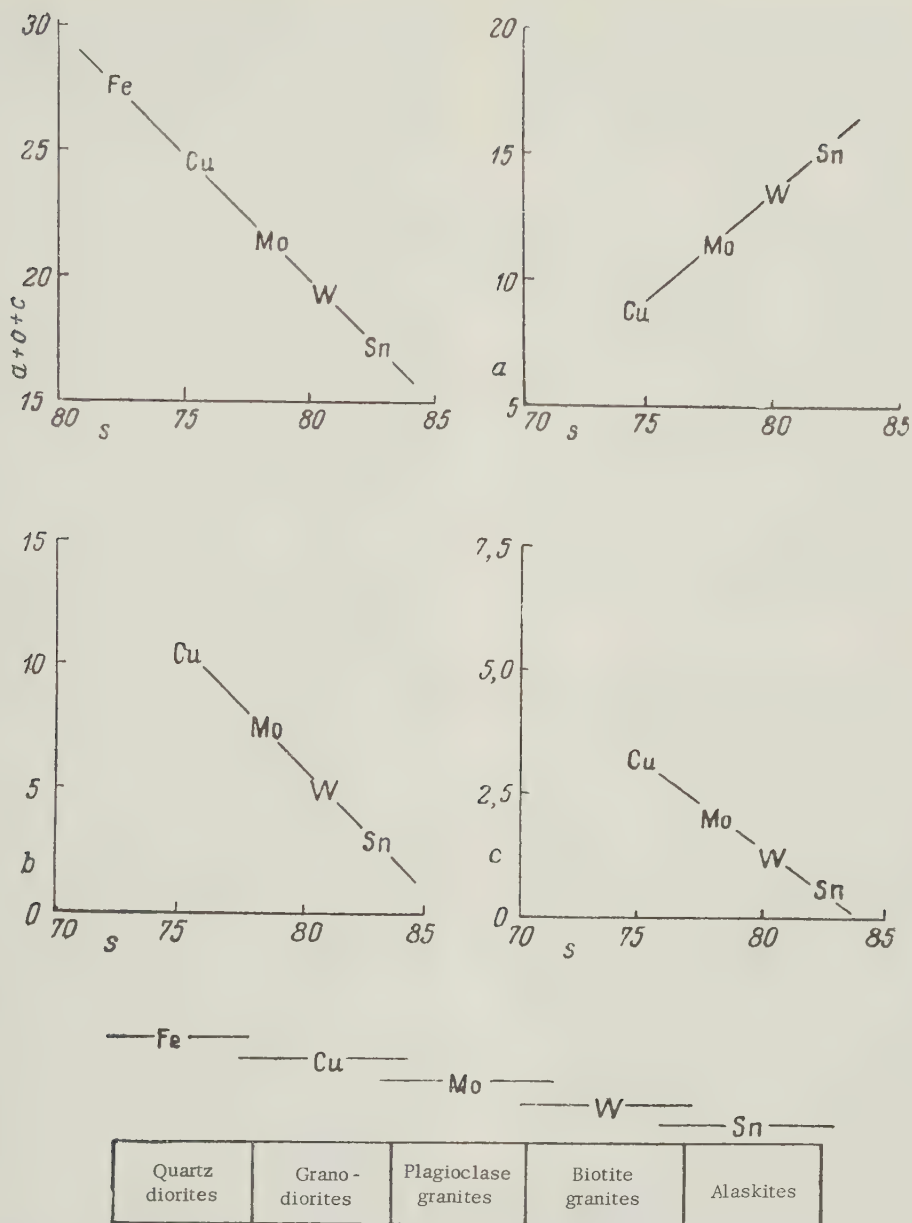 30
25
20
15
a+0+c
Fe
Cu
Mo
W
Sn
80 s 75 80 85
20
15
10
5
a
Sn
W
Mo
Cu
70 s 75 80 85
15
10
5
0
b
Cu
Mo
W
Sn
70 s 75 80 85
7,5
5,0
2,5
0
c
Cu
Mo
W
Sn
70 s 75 80 85
Fe
Cu
Mo
W
Sn
Quartz
diorites
Grano-
diorites
Plagioclase
granites
Biotite
granites
Alaskites